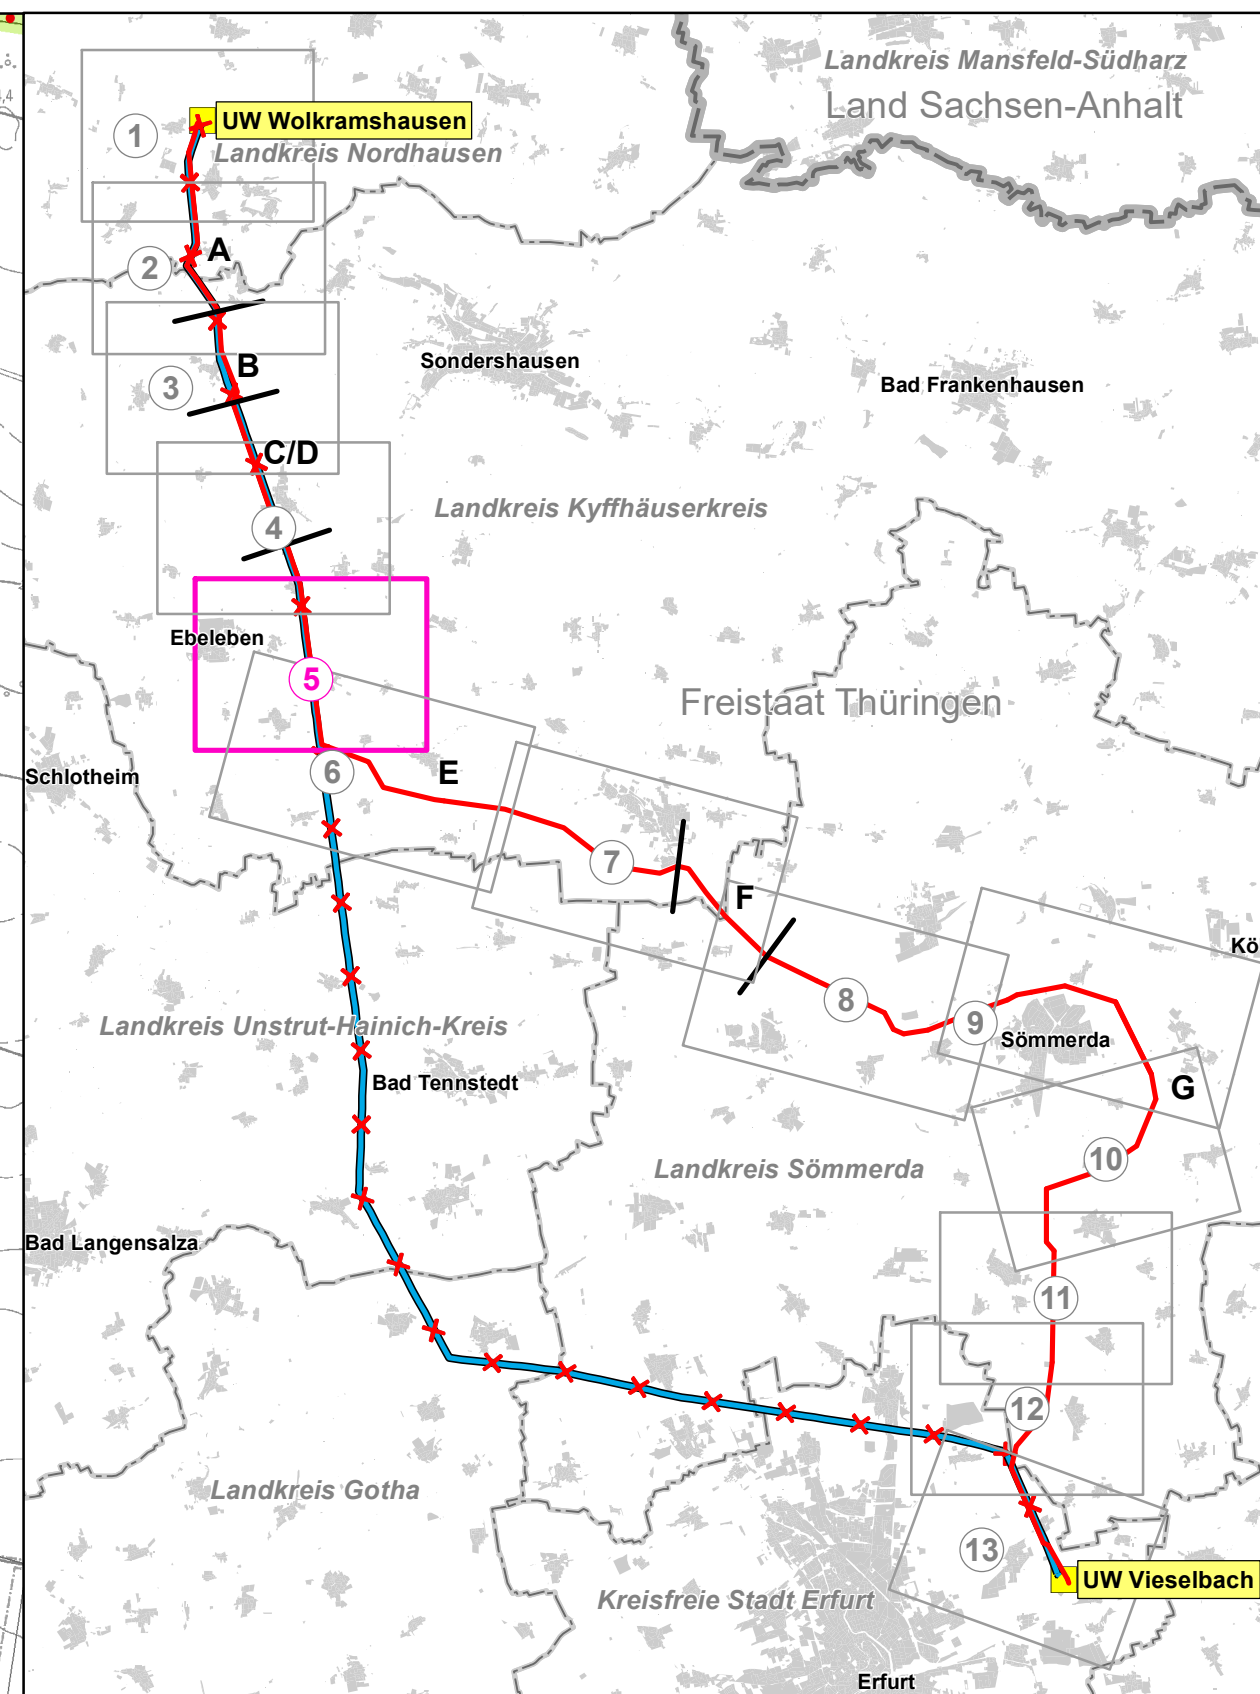 Landkreis Mansfeld-Südharz
Land Sachsen-Anhalt
1
UW Wolkramshausen
Landkreis Nordhausen
A
2
B
3
Sondershausen
Bad Frankenhausen
C/D
Landkreis Kyffhäuserkreis
4
Ebeleben
5
Freistaat Thüringen
Schlotheim
6
E
7
F
Kö
8
9
Sömmerda
Landkreis Unstrut-Hainich-Kreis
Bad Tennstedt
G
10
Landkreis Sömmerda
Bad Langensalza
11
12
Landkreis Gotha
13
UW Vieselbach
Kreisfreie Stadt Erfurt
Erfurt